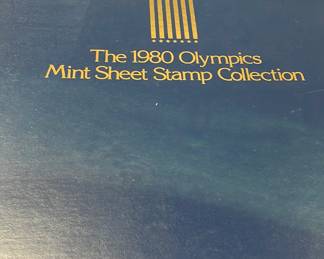 The 1980 Olympics
Mint Sheet Stamp Collection